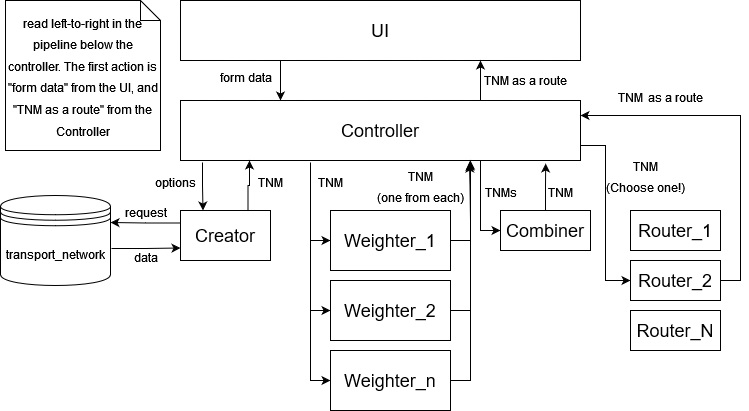 read left-to-right in the
pipeline below the
controller. The first action is
"form data" from the UI, and
"TNM as a route" from the
Controller
UI
form data
TNM as a route
Controller
TNM as a route
options
TNM
TNM
TNM
(one from each)
TNMs
TNM
TNM
(Choose one!)
transport_network
request
data
Creator
Weighter_1
Weighter_2
Weighter_n
Combiner
Router_1
Router_2
Router_N